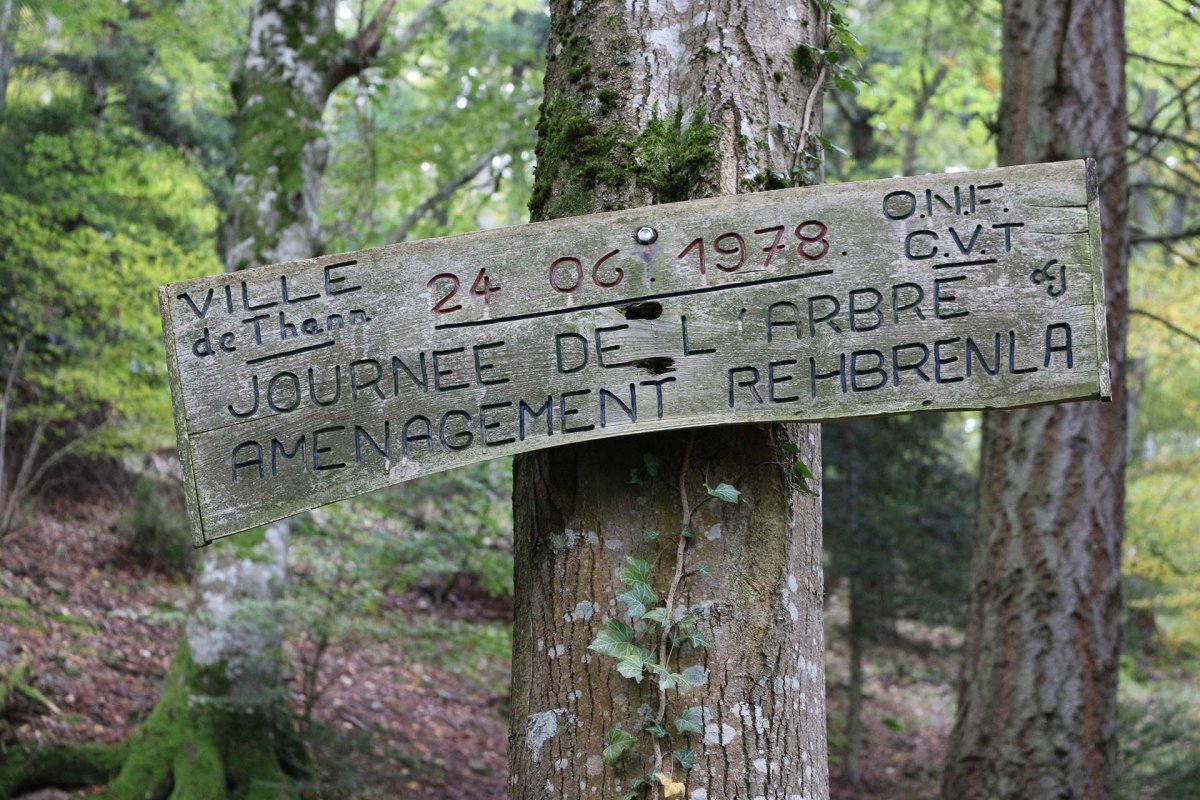 VILLE 24 06 1978. O.N.F.
de Thann C.V.T
JOURNEE DE L'ARBRE
AMENAGEMENT REHBRENLA